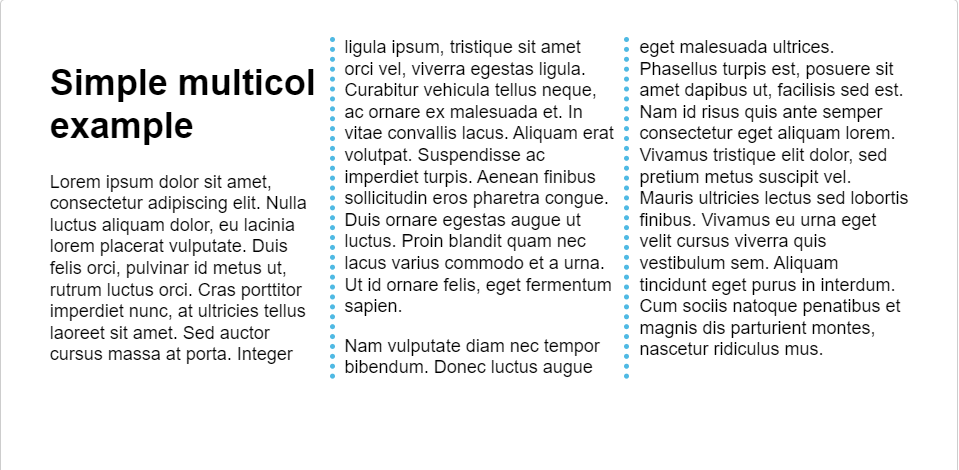 Simple multicol
example
Lorem ipsum dolor sit amet,
consectetur adipiscing elit. Nulla
luctus aliquam dolor, eu lacinia
lorem placerat vulputate. Duis
felis orci, pulvinar id metus ut,
rutrum luctus orci. Cras porttitor
imperdiet nunc, at ultricies tellus
laoreet sit amet. Sed auctor
cursus massa at porta. Integer
ligula ipsum, tristique sit amet
orci vel, viverra egestas ligula.
Curabitur vehicula tellus neque,
ac ornare ex malesuada et. In
vitae convallis lacus. Aliquam erat
volutpat. Suspendisse ac
imperdiet turpis. Aenean finibus
sollicitudin eros pharetra congue.
Duis ornare egestas augue ut
luctus. Proin blandit quam nec
lacus varius commodo et a urna.
Ut id ornare felis, eget fermentum
sapien.
Nam vulputate diam nec tempor
bibendum. Donec luctus augue
eget malesuada ultrices.
Phasellus turpis est, posuere sit
amet dapibus ut, facilisis sed est.
Nam id risus quis ante semper
consectetur eget aliquam lorem.
Vivamus tristique elit dolor, sed
pretium metus suscipit vel.
Mauris ultricies lectus sed lobortis
finibus. Vivamus eu urna eget
velit cursus viverra quis
vestibulum sem. Aliquam
tincidunt eget purus in interdum.
Cum sociis natoque penatibus et
magnis dis parturient montes,
nascetur ridiculus mus.